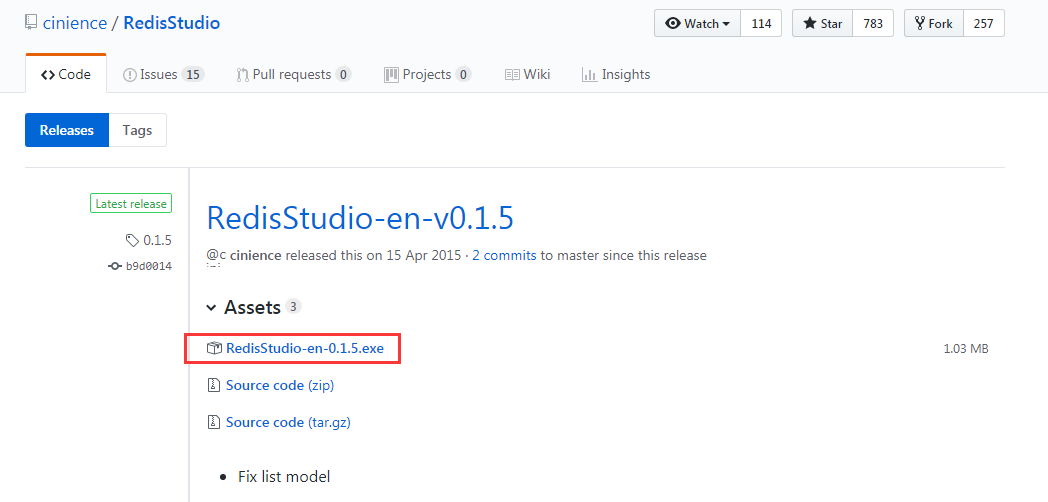 cinience / RedisStudio
Watch 114 Star 783 Fork 257
Code Issues 15 Pull requests 0 Projects 0 Wiki Insights
Releases Tags
Latest release
0.1.5
b9d0014
RedisStudio-en-v0.1.5
@c cinience released this on 15 Apr 2015 · 2 commits to master since this release
Assets 3
RedisStudio-en-0.1.5.exe 1.03 MB
Source code (zip)
Source code (tar.gz)
• Fix list model